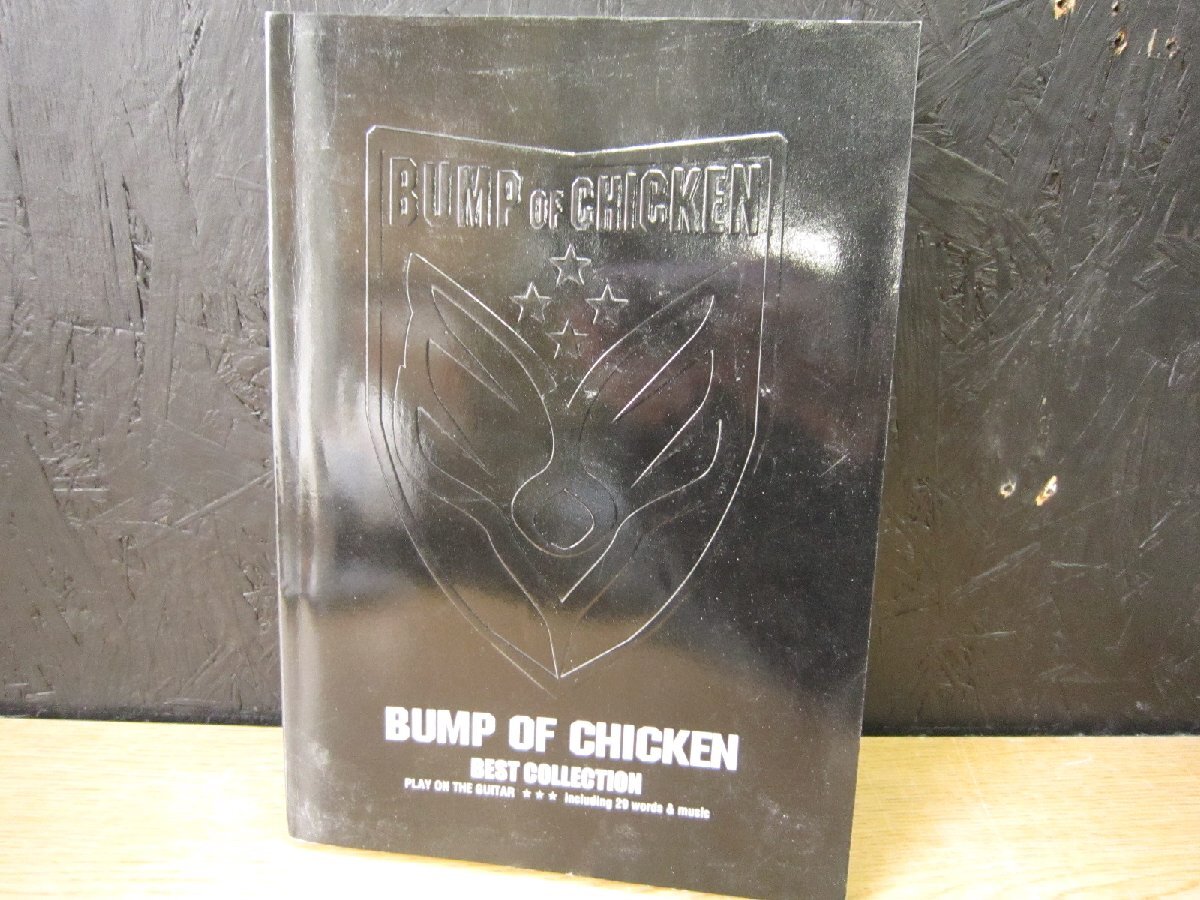 BUMP OF CHICKEN
BUMP OF CHICKEN
BEST COLLECTION
PLAY ON THE GUITAR ★★★ including 29 words & music